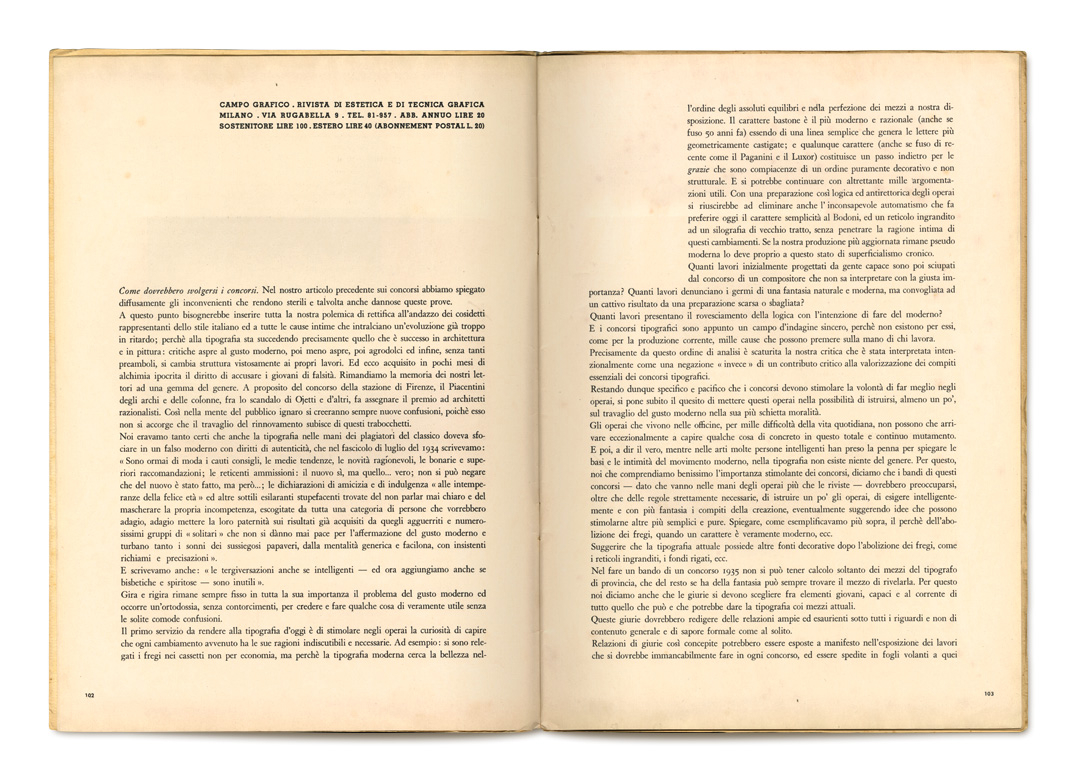 CAMPO GRAFICO . RIVISTA DI ESTETICA E DI TECNICA GRAFICA
MILANO . VIA RUGABELLA 9 . TEL. 81-957 . ABB. ANNUO LIRE 20
SOSTENITORE LIRE 100 . ESTERO LIRE 40 (ABONNEMENT POSTAL L. 20)
Come dovrebbero svolgersi i concorsi. Nel nostro articolo precedente sui concorsi abbiamo spiegato
diffusamente gli inconvenienti che rendono sterili e talvolta anche dannose queste prove.
A questo punto bisognerebbe inserire tutta la nostra polemica di rettifica all'andazzo dei cosidetti
rappresentanti dello stile italiano ed a tutte le cause intime che intralciano un'evoluzione già troppo
in ritardo; perchè alla tipografia sta succedendo precisamente quello che è successo in architettura
e in pittura: critiche aspre al gusto moderno, poi meno aspre, poi agrodolci ed infine, senza tanti
preamboli, si cambia struttura vistosamente ai propri lavori. Ed ecco acquisito in pochi mesi di
alchimia ipocrita il diritto di accusare i giovani di falsità. Rimandiamo la memoria dei nostri let-
tori ad una gemma del genere. A proposito del concorso della stazione di Firenze, il Piacentini
degli archi e delle colonne, fra lo scandalo di Ojetti e d'altri, fa assegnare il premio ad architetti
razionalisti. Così nella mente del pubblico ignaro si creeranno sempre nuove confusioni, poichè esso
non si accorge che il travaglio del rinnovamento subisce di questi trabocchetti.
Noi eravamo tanto certi che anche la tipografia nelle mani dei plagiatori del classico doveva sfo-
ciare in un falso moderno con diritti di autenticità, che nel fascicolo di luglio del 1934 scrivevamo:
« Sono ormai di moda i cauti consigli, le medie tendenze, le novità ragionevoli, le bonarie e supe-
riori raccomandazioni; le reticenti ammissioni: il nuovo sì, ma quello... vero; non si può negare
che del nuovo è stato fatto, ma però...; le dichiarazioni di amicizia e di indulgenza « alle intempe-
ranze della felice età » ed altre sottili esilaranti stupefacenti trovate del non parlar mai chiaro e del
mascherare la propria incompetenza, escogitate da tutta una categoria di persone che vorrebbero
adagio, adagio mettere la loro paternità sui risultati già acquisiti da quegli agguerriti e numero-
sissimi gruppi di « solitari » che non si dànno mai pace per l'affermazione del gusto moderno e
turbano tanto i sonni dei sussiegosi papaveri, dalla mentalità generica e facilona, con insistenti
richiami e precisazioni ».
E scrivevamo anche: « le tergiversazioni anche se intelligenti — ed ora aggiungiamo anche se
bisbetiche e spiritose — sono inutili ».
Gira e rigira rimane sempre fisso in tutta la sua importanza il problema del gusto moderno ed
occorre un'ortodossia, senza contorcimenti, per credere e fare qualche cosa di veramente utile senza
le solite comode confusioni.
Il primo servizio da rendere alla tipografia d'oggi è di stimolare negli operai la curiosità di capire
che ogni cambiamento avvenuto ha le sue ragioni indiscutibili e necessarie. Ad esempio: si sono rele-
gati i fregi nei cassetti non per economia, ma perchè la tipografia moderna cerca la bellezza nel-
102
l'ordine degli assoluti equilibri e nella perfezione dei mezzi a nostra di-
sposizione. Il carattere bastone è il più moderno e razionale (anche se
fuso 50 anni fa) essendo di una linea semplice che genera le lettere più
geometricamente castigate; e qualunque carattere (anche se fuso di re-
cente come il Paganini e il Luxor) costituisce un passo indietro per le
grazie che sono compiacenze di un ordine puramente decorativo e non
strutturale. E si potrebbe continuare con altrettante mille argomenta-
zioni utili. Con una preparazione così logica ed antirettorica degli operai
si riuscirebbe ad eliminare anche l'inconsapevole automatismo che fa
preferire oggi il carattere semplicità al Bodoni, ed un reticolo ingrandito
ad un silografia di vecchio tratto, senza penetrare la ragione intima di
questi cambiamenti. Se la nostra produzione più aggiornata rimane pseudo
moderna lo deve proprio a questo stato di superficialismo cronico.
Quanti lavori inizialmente progettati da gente capace sono poi sciupati
dal concorso di un compositore che non sa interpretare con la giusta im-
portanza? Quanti lavori denunciano i germi di una fantasia naturale e moderna, ma convogliata ad
un cattivo risultato da una preparazione scarsa o sbagliata?
Quanti lavori presentano il rovesciamento della logica con l'intenzione di fare del moderno?
E i concorsi tipografici sono appunto un campo d'indagine sincero, perchè non esistono per essi,
come per la produzione corrente, mille cause che possono premere sulla mano di chi lavora.
Precisamente da questo ordine di analisi è scaturita la nostra critica che è stata interpretata inten-
zionalmente come una negazione « invece » di un contributo critico alla valorizzazione dei compiti
essenziali dei concorsi tipografici.
Restando dunque specifico e pacifico che i concorsi devono stimolare la volontà di far meglio negli
operai, si pone subito il quesito di mettere questi operai nella possibilità di istruirsi, almeno un po',
sul travaglio del gusto moderno nella sua più schietta moralità.
Gli operai che vivono nelle officine, per mille difficoltà della vita quotidiana, non possono che arri-
vare eccezionalmente a capire qualche cosa di concreto in questo totale e continuo mutamento.
E poi, a dir il vero, mentre nelle arti molte persone intelligenti han preso la penna per spiegare le
basi e le intimità del movimento moderno, nella tipografia non esiste niente del genere. Per questo,
noi che comprendiamo benissimo l'importanza stimolante dei concorsi, diciamo che i bandi di questi
concorsi — dato che vanno nelle mani degli operai più che le riviste — dovrebbero preoccuparsi,
oltre che delle regole strettamente necessarie, di istruire un po' gli operai, di esigere intelligente-
mente e con più fantasia i compiti della creazione, eventualmente suggerendo idee che possono
stimolarne altre più semplici e pure. Spiegare, come esemplificavamo più sopra, il perchè dell'abo-
lizione dei fregi, quando un carattere è veramente moderno, ecc.
Suggerire che la tipografia attuale possiede altre fonti decorative dopo l'abolizione dei fregi, come
i reticoli ingranditi, i fondi rigati, ecc.
Nel fare un bando di un concorso 1935 non si può tener calcolo soltanto dei mezzi del tipografo
di provincia, che del resto se ha della fantasia può sempre trovare il mezzo di rivelarla. Per questo
noi diciamo anche che le giurie si devono scegliere fra elementi giovani, capaci e al corrente di
tutto quello che può e che potrebbe dare la tipografia coi mezzi attuali.
Queste giurie dovrebbero redigere delle relazioni ampie ed esaurienti sotto tutti i riguardi e non di
contenuto generale e di sapore formale come al solito.
Relazioni di giurie così concepite potrebbero essere esposte a manifesto nell'esposizione dei lavori
che si dovrebbe immancabilmente fare in ogni concorso, ed essere spedite in fogli volanti a quei
103